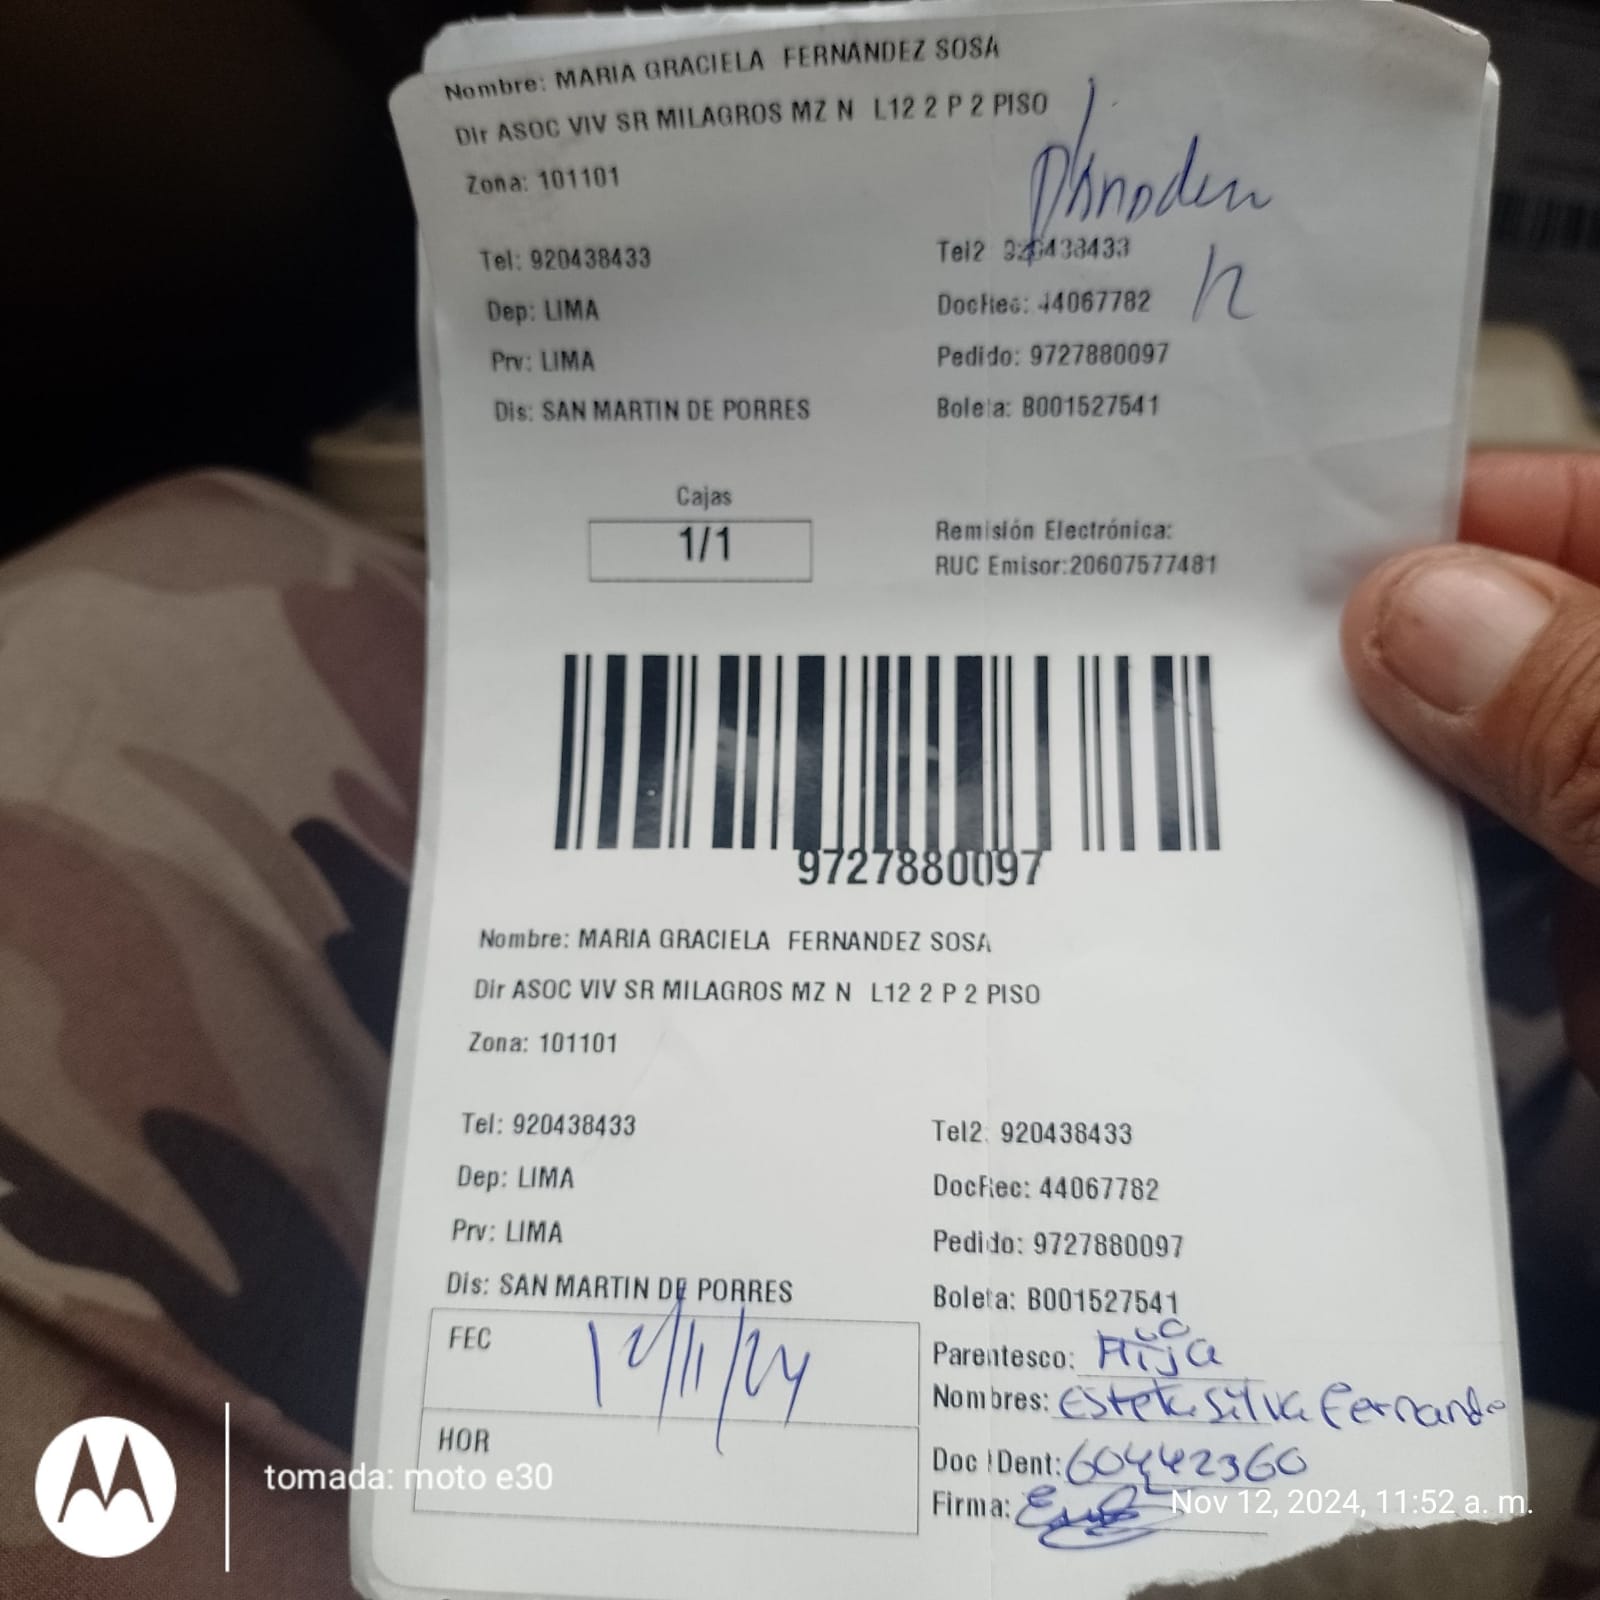 Nombre: MARIA GRACIELA FERNANDEZ SOSA
Dir ASOC VIV SR MILAGROS MZ N L12 2 P 2 PISO
Zona: 101101
Tel: 920438433 Tel2 920438433
Dep: LIMA DocRec: 44067782
Prv: LIMA Pedido: 9727880097
Dis: SAN MARTIN DE PORRES Boleta: B001527541
Cajas
1/1
Remisión Electrónica:
RUC Emisor:20607577481
9727880097
Nombre: MARIA GRACIELA FERNANDEZ SOSA
Dir ASOC VIV SR MILAGROS MZ N L12 2 P 2 PISO
Zona: 101101
Tel: 920438433 Tel2: 920438433
Dep: LIMA DocRec: 44067782
Prv: LIMA Pedido: 9727880097
Dis: SAN MARTIN DE PORRES Boleta: B001527541
FEC 12/11/24
Parentesco: Hija
Nombres: Silva Fernande
HOR
Doc IDent: 60442360
Firma:
tomada: moto e30
Nov 12, 2024, 11:52 a. m.